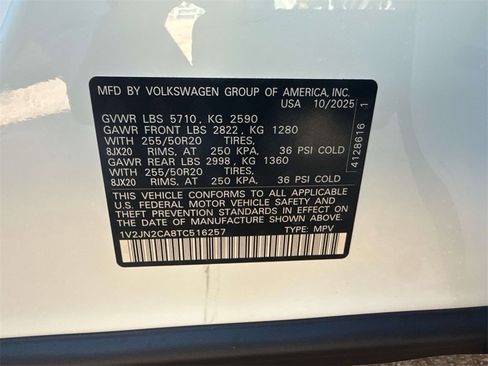 MFD BY VOLKSWAGEN GROUP OF AMERICA, INC.
USA 10/2025
GVWR LBS 5710, KG 2590
GAWR FRONT LBS 2822, KG 1280
WITH 255/50R20 TIRES,
8JX20 RIMS, AT 250 KPA, 36 PSI COLD
GAWR REAR LBS 2998, KG 1360
WITH 255/50R20 TIRES,
8JX20 RIMS, AT 250 KPA, 36 PSI COLD
THIS VEHICLE CONFORMS TO ALL APPLICABLE
U.S. FEDERAL MOTOR VEHICLE SAFETY AND
THEFT PREVENTION STANDARDS IN EFFECT ON
THE DATE OF MANUFACTURE SHOWN ABOVE.
1V2JN2CA8TC516257 TYPE: MPV
4128616 1